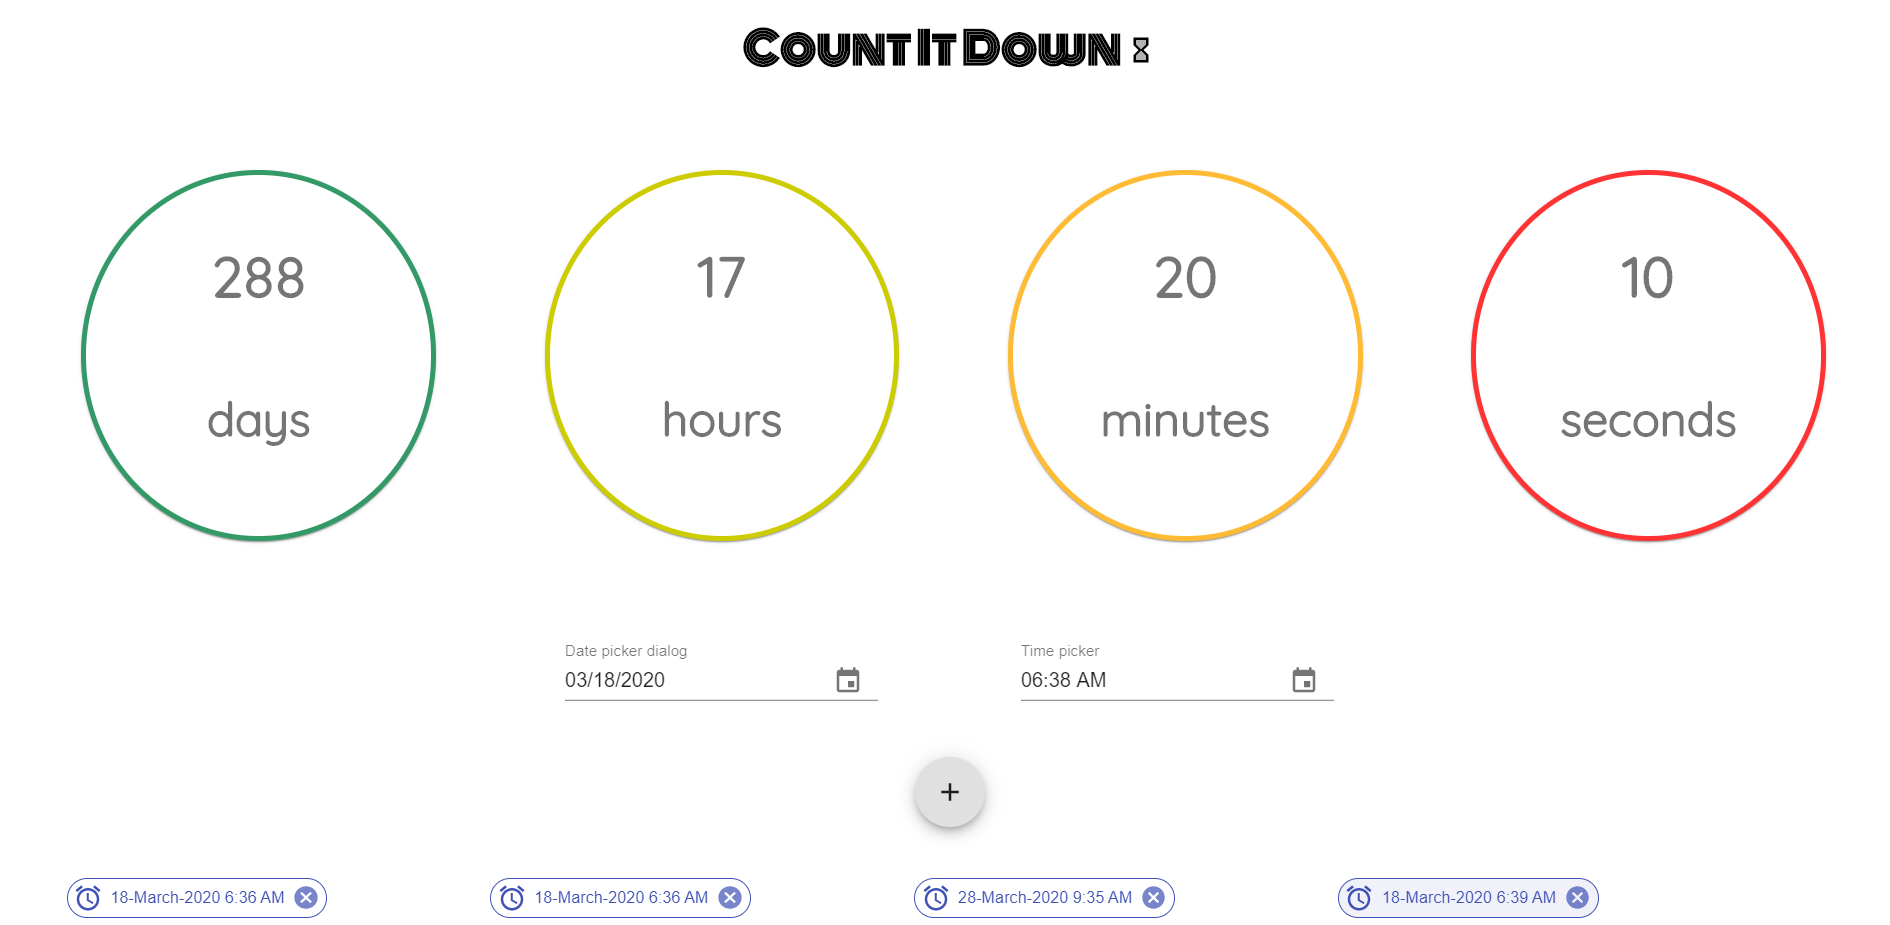 COUNT IT DOWN
288
days
17
hours
20
minutes
10
seconds
Date picker dialog
03/18/2020
Time picker
06:38 AM
+
18-March-2020 6:36 AM
18-March-2020 6:36 AM
28-March-2020 9:35 AM
18-March-2020 6:39 AM